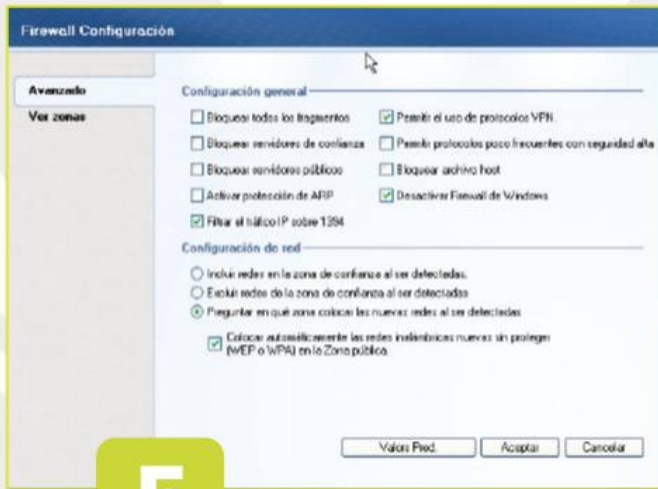 Firewall Configuración
Avanzado
Ver zonas
Configuración general
Bloquear todos los fragmentos
Permitir el uso de protocolos VPN.
Bloquear servidores de confianza
Permitir protocolos poco frecuentes con seguridad alta
Bloquear servidores públicos
Bloquear archivo host
Activar protección de ARP
Desactivar Firewall de Windows
Filtrar el tráfico IP sobre 1394
Configuración de red
Incluir redes en la zona de confianza al ser detectadas.
Excluir redes de la zona de confianza al ser detectadas
Preguntar en qué zona colocar las nuevas redes al ser detectadas
Colocar automáticamente las redes inalámbricas nuevas sin proteger
(WEP o WPA) en la Zona pública.
Valors Pred.
Aceptar
Cancelar